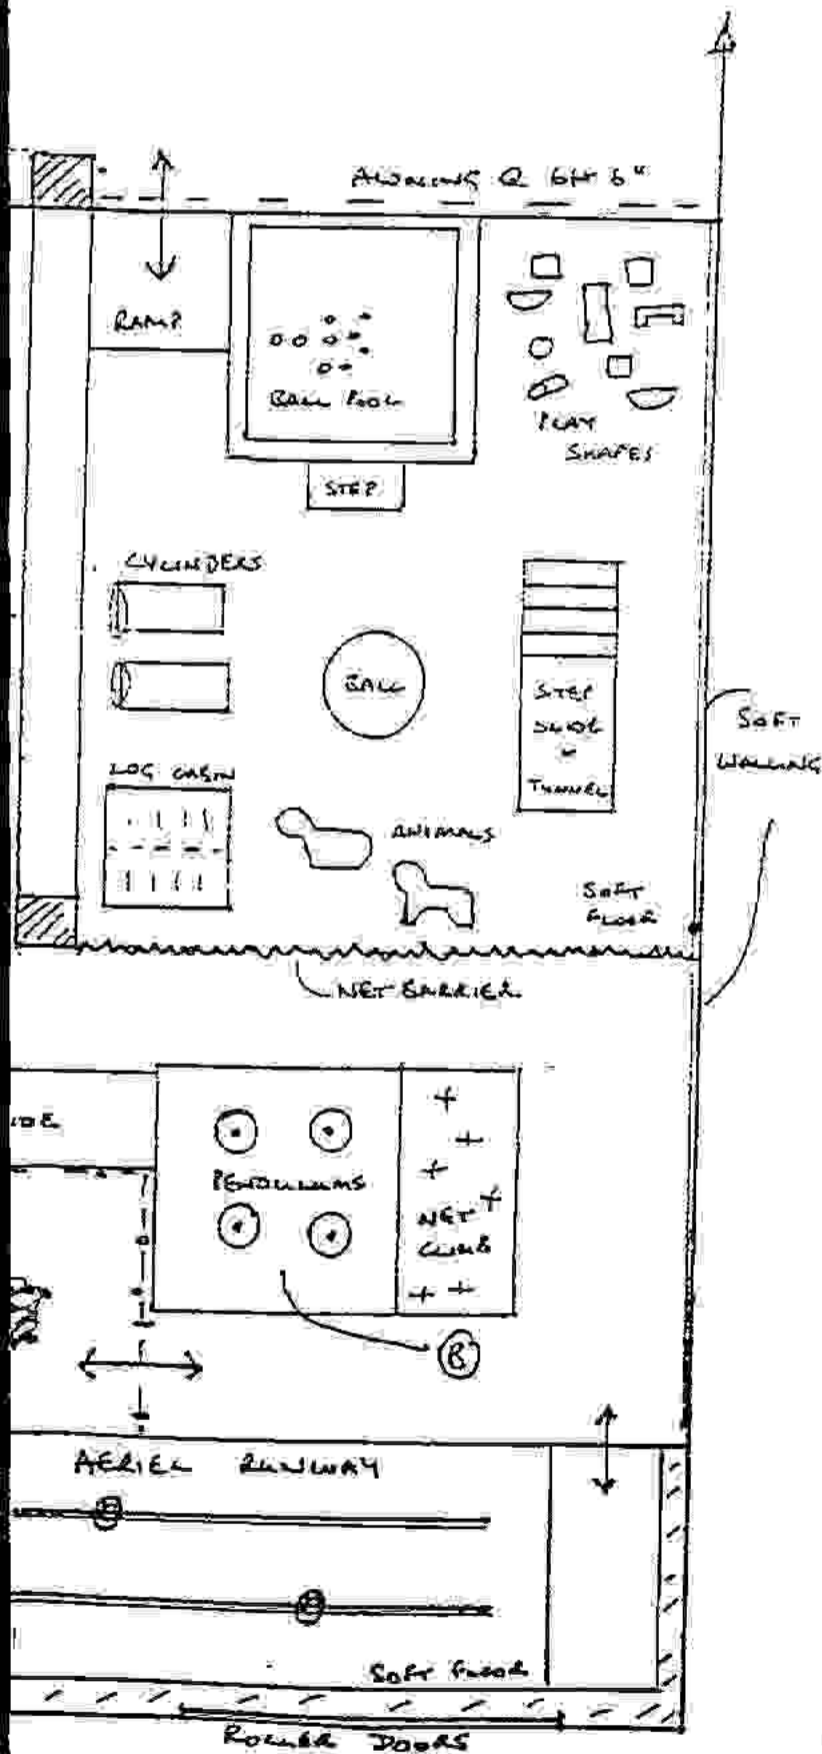 @ 6ft 6"
RAMP
BALL POOL
PLAY
SHAPES
STEP
CYLINDERS
BALL
STEP
SLIDE
TUNNEL
SOFT
WALLING
LOG CABIN
ANIMALS
SOFT
FLOOR
NET BARRIER
IDE
PENDULUMS
NET
CLIMB
B
AERIEL RUNWAY
SOFT FLOOR
ROLLER DOORS